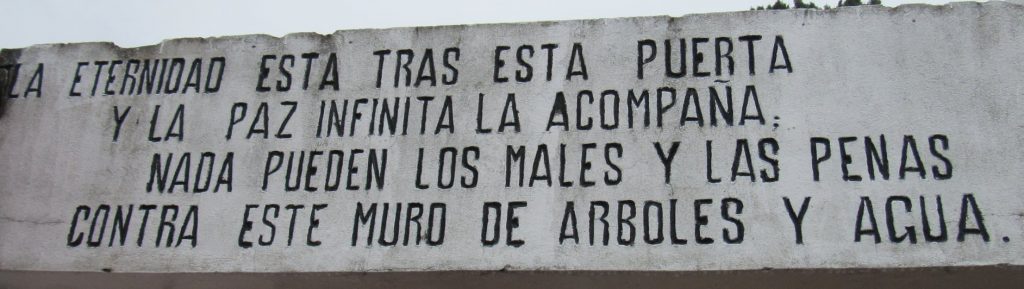 LA ETERNIDAD ESTA TRAS ESTA PUERTA
Y LA PAZ INFINITA LA ACOMPAÑA;
NADA PUEDEN LOS MALES Y LAS PENAS
CONTRA ESTE MURO DE ARBOLES Y AGUA.